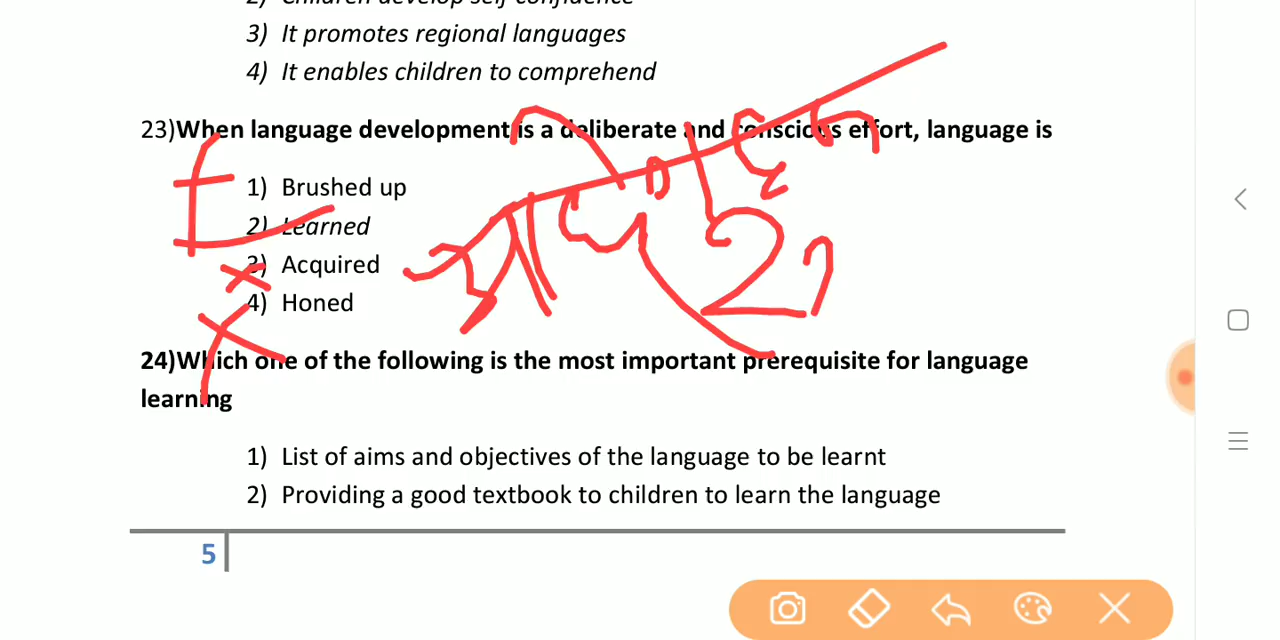 3) It promotes regional languages
4) It enables children to comprehend
23)When language development is a deliberate and conscious effort, language is
1) Brushed up
2) Learned
3) Acquired
4) Honed
24)Which one of the following is the most important prerequisite for language
learning
1) List of aims and objectives of the language to be learnt
2) Providing a good textbook to children to learn the language
5